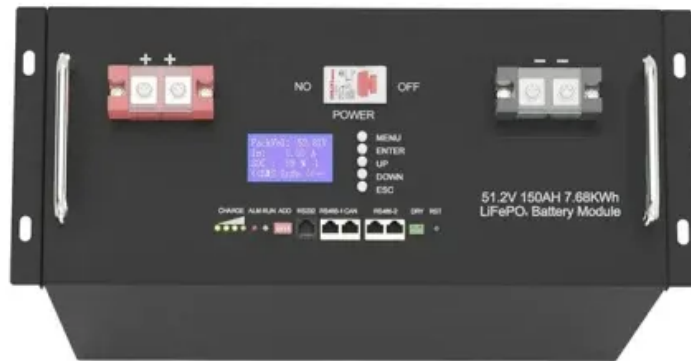 + +
- -
NO
OFF
POWER
MENU
ENTER
UP
DOWN
ESC
51.2V 150AH 7.68KWh
LiFePO₄ Battery Module
CHARGE ALM RUN ADD RS232 RS485-1 CAN RS485-2 DRY RST